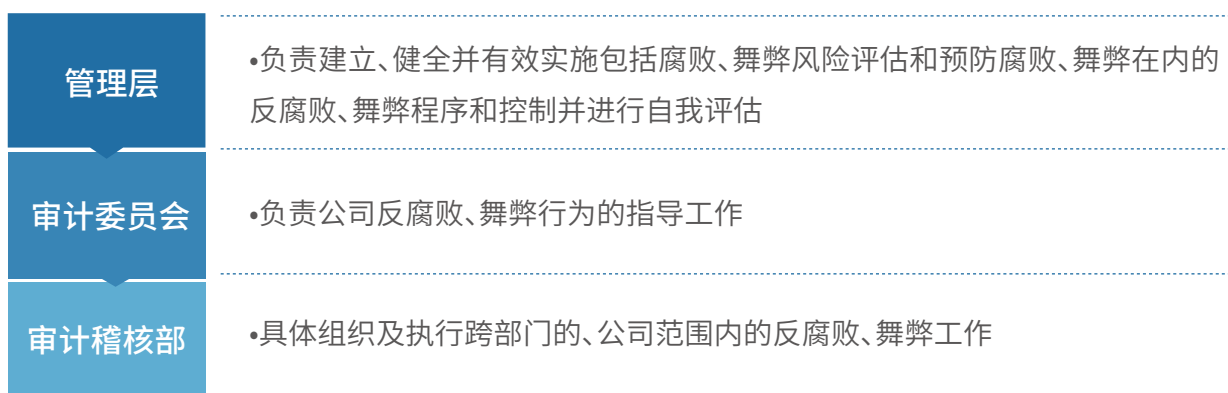 管理层
•负责建立、健全并有效实施包括腐败、舞弊风险评估和预防腐败、舞弊在内的
反腐败、舞弊程序和控制并进行自我评估
审计委员会
•负责公司反腐败、舞弊行为的指导工作
审计稽核部
•具体组织及执行跨部门的、公司范围内的反腐败、舞弊工作